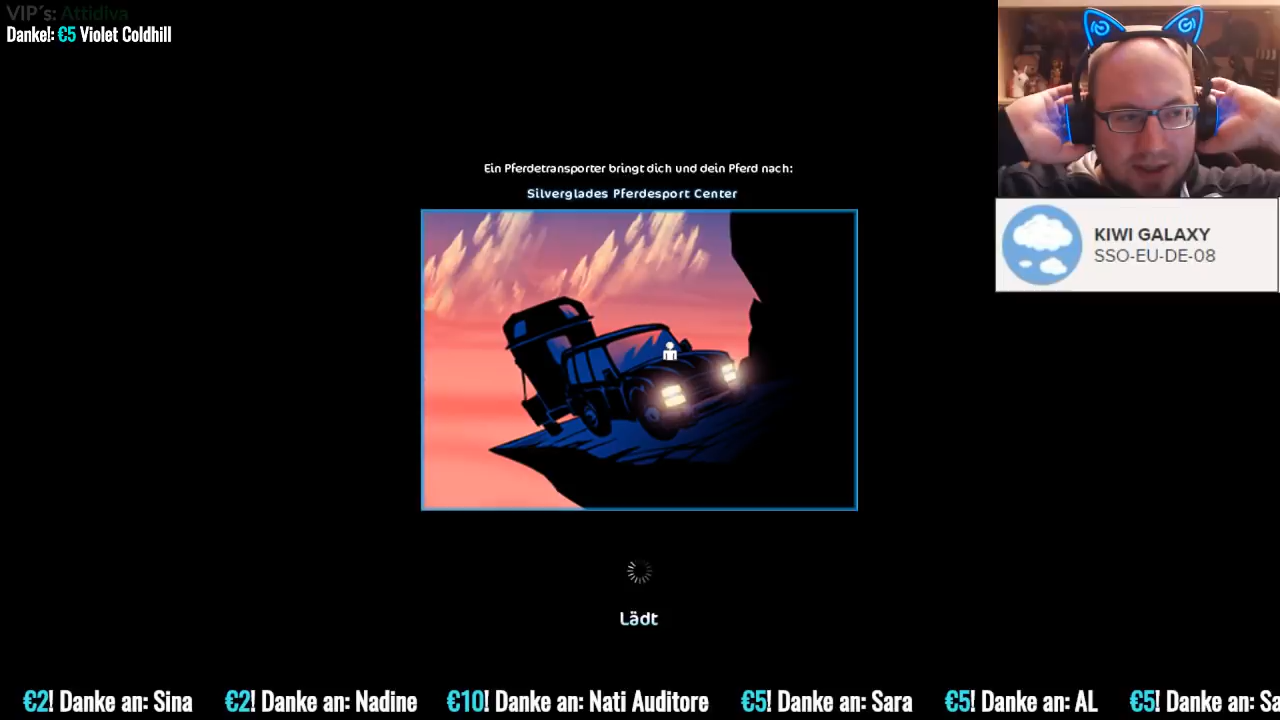 VIP´s: Attidiva
Danke!: €5 Violet Coldhill
Ein Pferdetransporter bringt dich und dein Pferd nach:
Silverglades Pferdesport Center
KIWI GALAXY
SSO-EU-DE-08
Lädt
€2! Danke an: Sina €2! Danke an: Nadine €10! Danke an: Nati Auditore €5! Danke an: Sara €5! Danke an: AL €5! Danke an: Sa